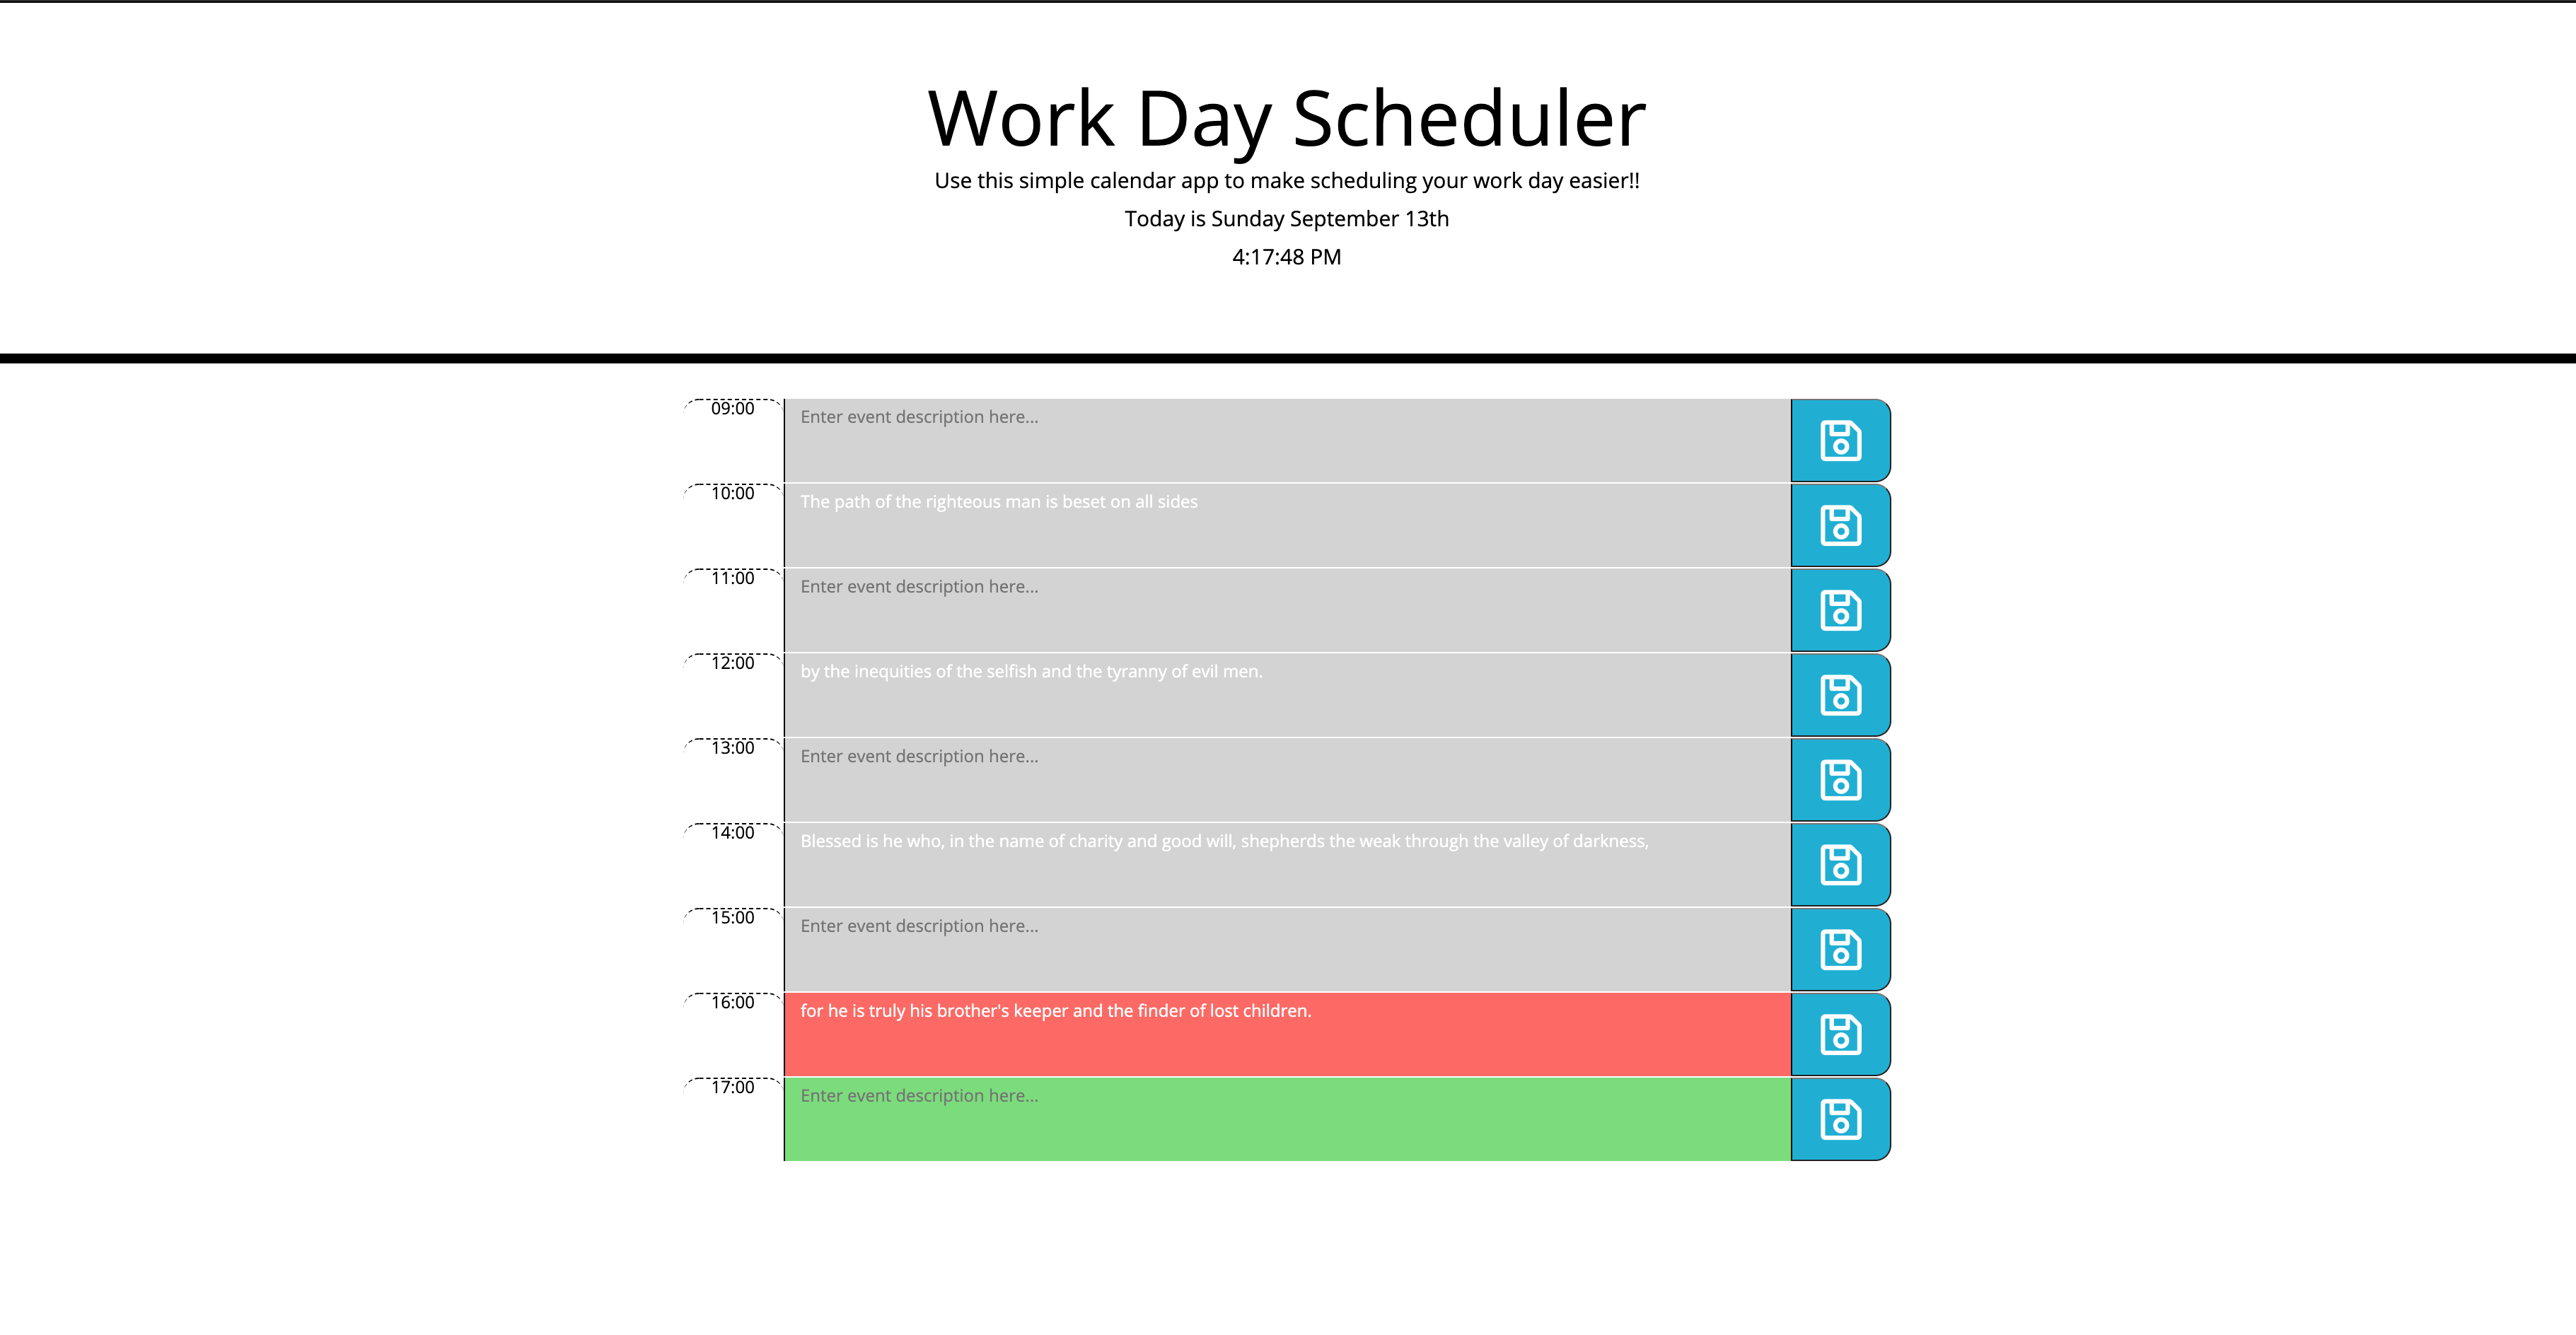 Work Day Scheduler
Use this simple calendar app to make scheduling your work day easier!!
Today is Sunday September 13th
4:17:48 PM
09:00 Enter event description here...
10:00 The path of the righteous man is beset on all sides
11:00 Enter event description here...
12:00 by the inequities of the selfish and the tyranny of evil men.
13:00 Enter event description here...
14:00 Blessed is he who, in the name of charity and good will, shepherds the weak through the valley of darkness,
15:00 Enter event description here...
16:00 for he is truly his brother's keeper and the finder of lost children.
17:00 Enter event description here...